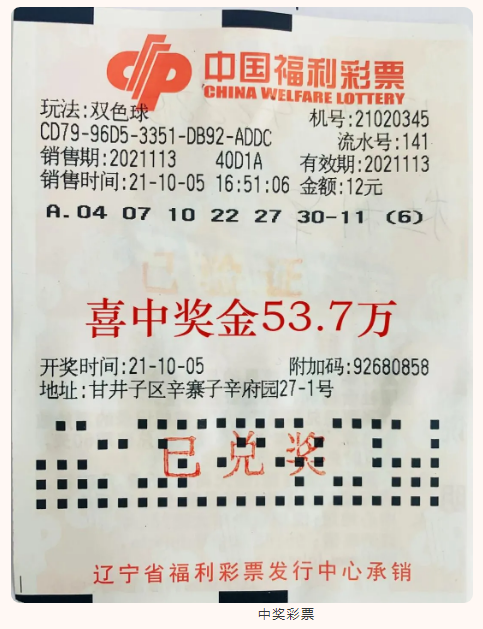 中国福利彩票
CHINA WELFARE LOTTERY
玩法:双色球 机号:21020345
CD79-96D5-3351-DB92-ADDC 流水号:141
销售期:2021113 40D1A 有效期:2021113
销售时间:21-10-05 16:51:06 金额:12元
A.04 07 10 22 27 30-11 (6)
喜中奖金53.7万
开奖时间:21-10-05 附加码:92680858
地址:甘井子区辛寨子辛府园27-1号
已兑奖
辽宁省福利彩票发行中心承销
中奖彩票